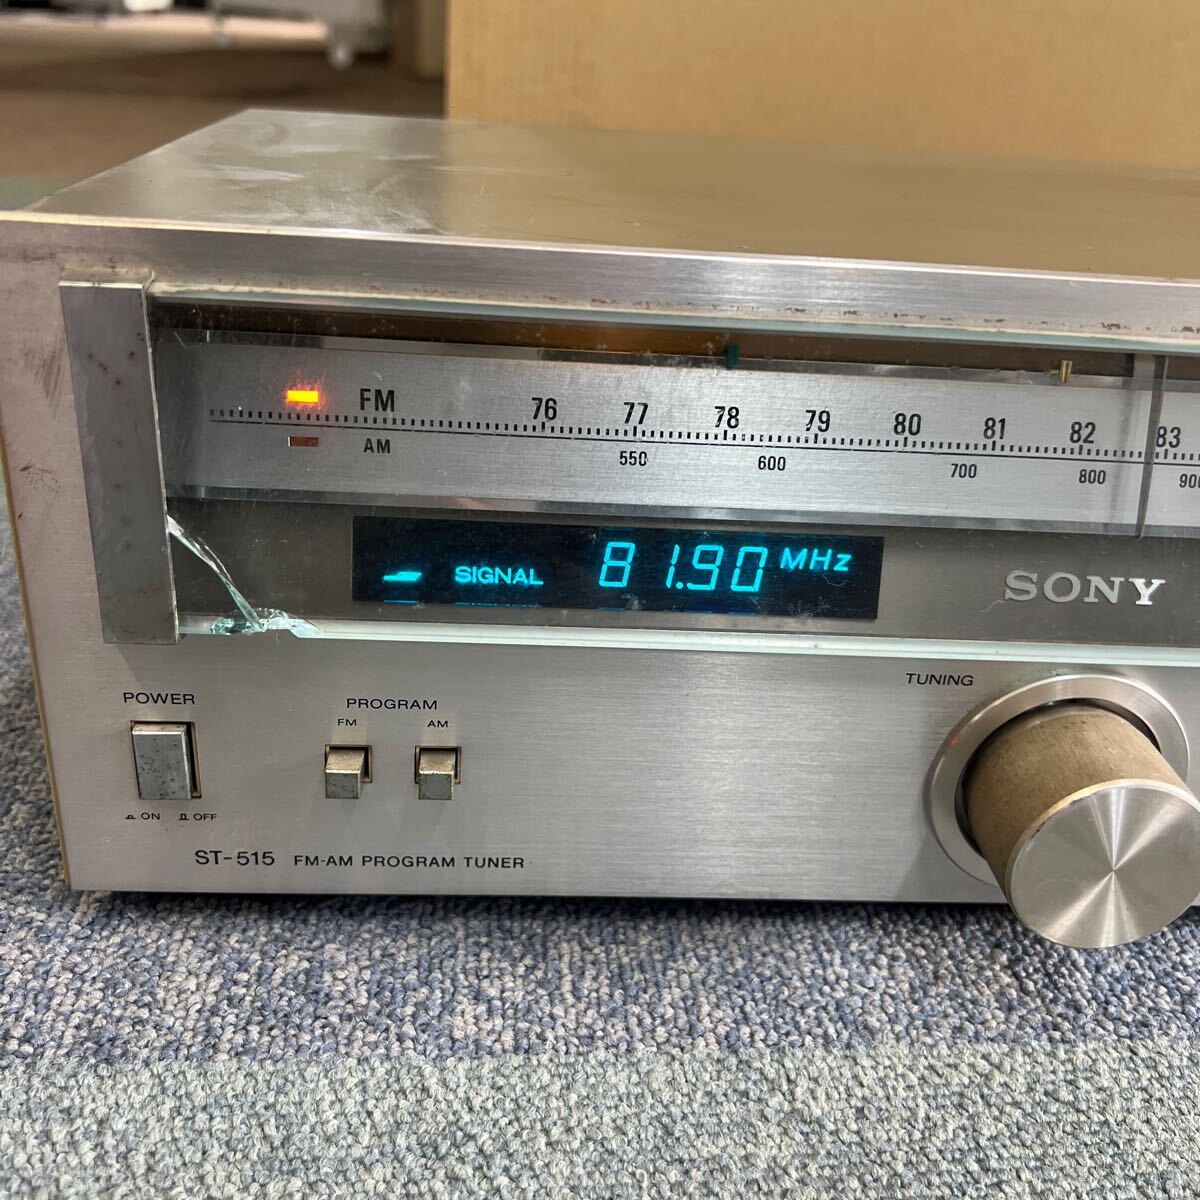 FM 76 77 78 79 80 81 82 83
AM 550 600 700 800
SIGNAL 81.90 MHz
SONY
TUNING
POWER
PROGRAM
FM AM
ON OFF
ST-515 FM-AM PROGRAM TUNER